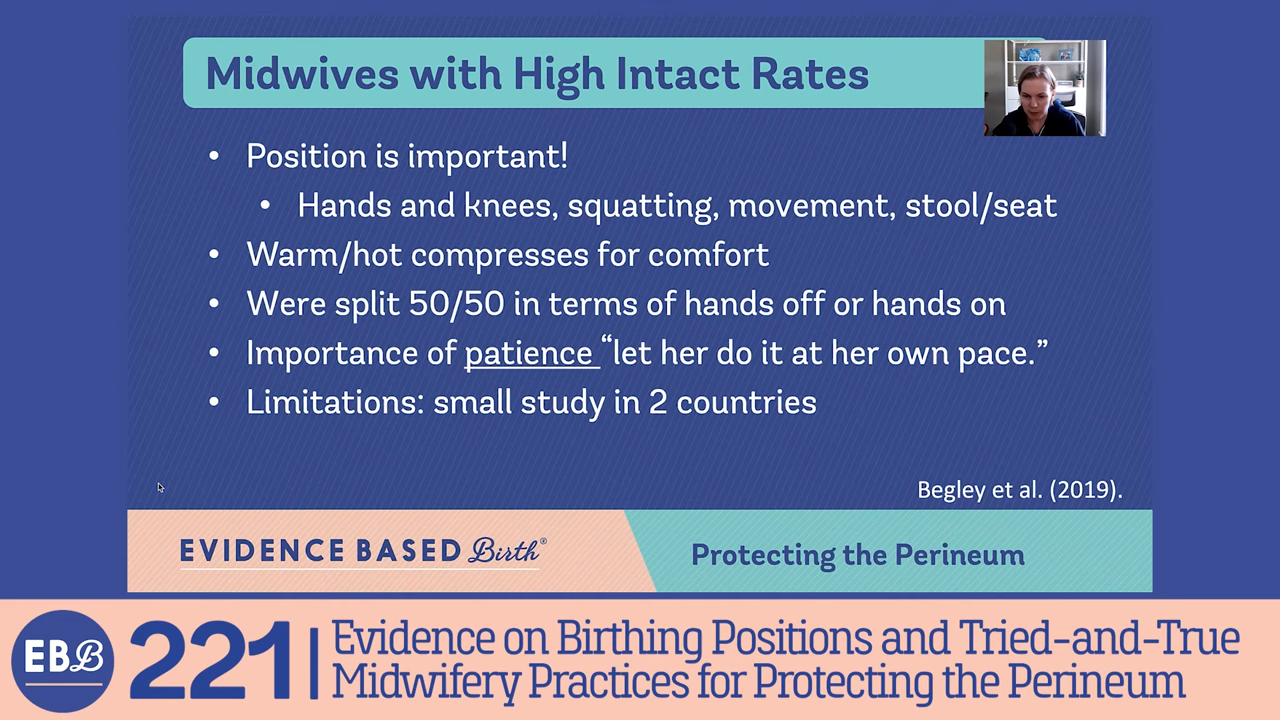 Midwives with High Intact Rates
• Position is important!
• Hands and knees, squatting, movement, stool/seat
• Warm/hot compresses for comfort
• Were split 50/50 in terms of hands off or hands on
• Importance of patience “let her do it at her own pace.”
• Limitations: small study in 2 countries
Begley et al. (2019).
EVIDENCE BASED Birth®
Protecting the Perineum
EBB
221
Evidence on Birthing Positions and Tried-and-True
Midwifery Practices for Protecting the Perineum